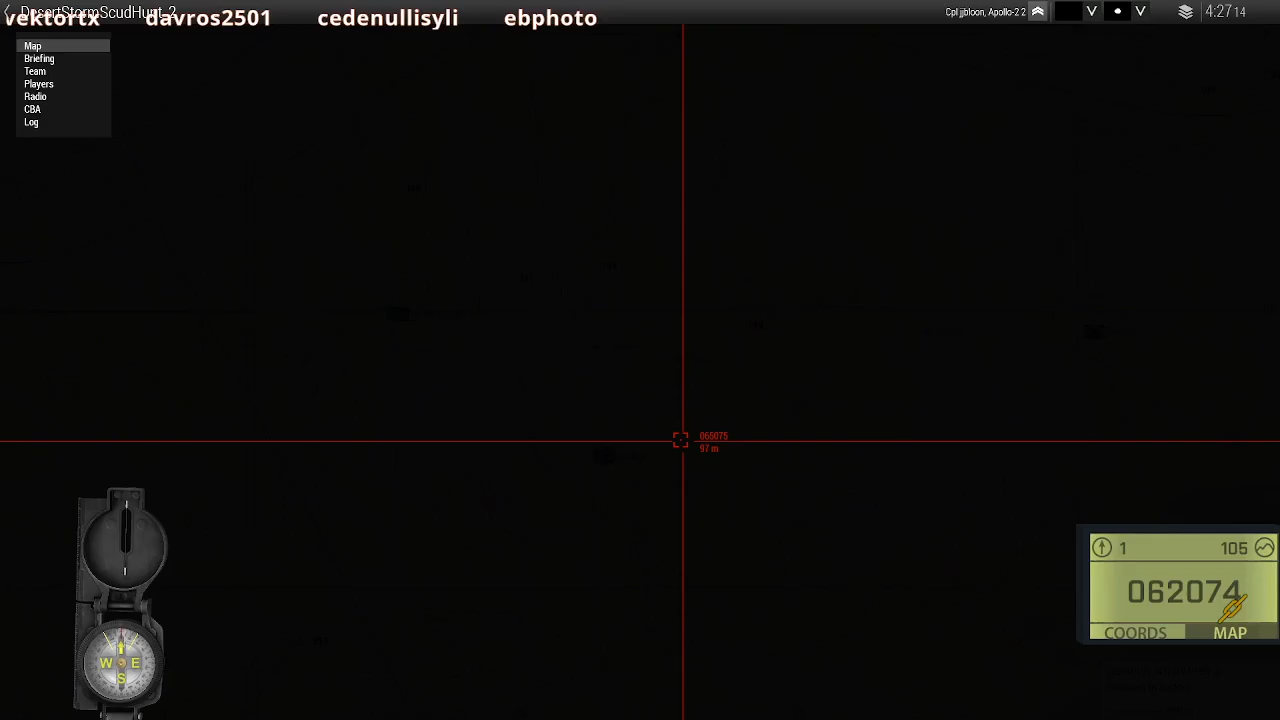 DesertStormScudHunt_2
vektortx davros2501 cedenullisyli ebphoto
Cpl jjbloon, Apollo-2 2
4:27 14
Map
Briefing
Team
Players
Radio
CBA
Log
065075
97 m
1 105
062074
COORDS MAP
W E
S